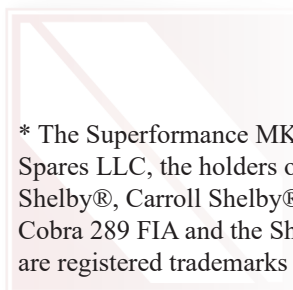 * The Superformance MK
Spares LLC, the holders o
Shelby®, Carroll Shelby®
Cobra 289 FIA and the Sh
are registered trademarks